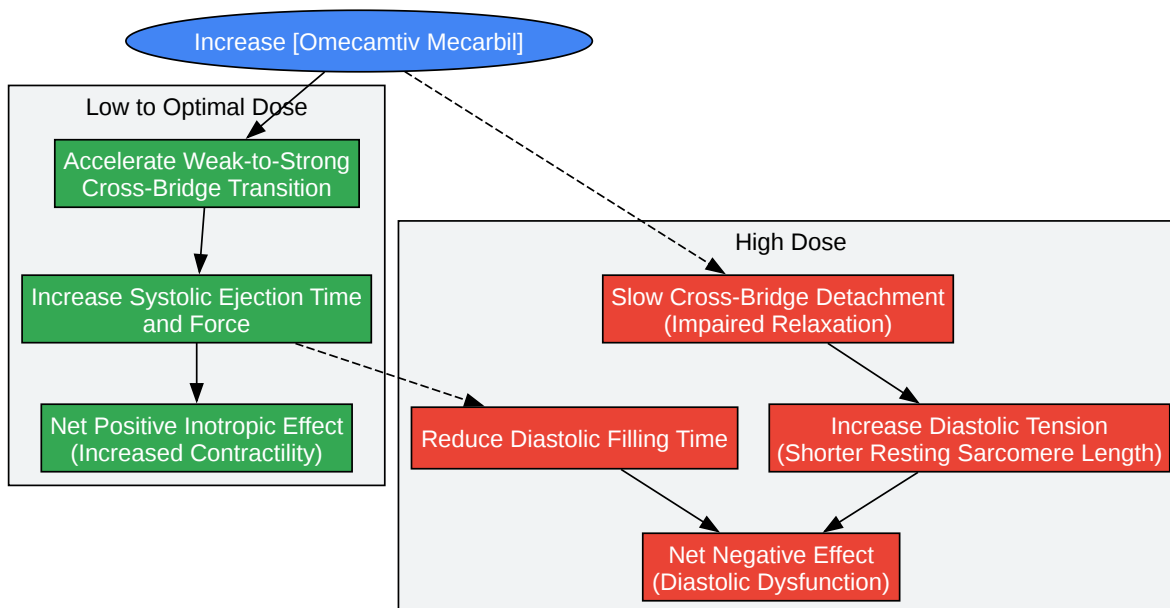 Increase [Omecamtiv Mecarbil]
Low to Optimal Dose
Accelerate Weak-to-Strong
Cross-Bridge Transition
Increase Systolic Ejection Time
and Force
Net Positive Inotropic Effect
(Increased Contractility)
High Dose
Slow Cross-Bridge Detachment
(Impaired Relaxation)
Reduce Diastolic Filling Time
Increase Diastolic Tension
(Shorter Resting Sarcomere Length)
Net Negative Effect
(Diastolic Dysfunction)